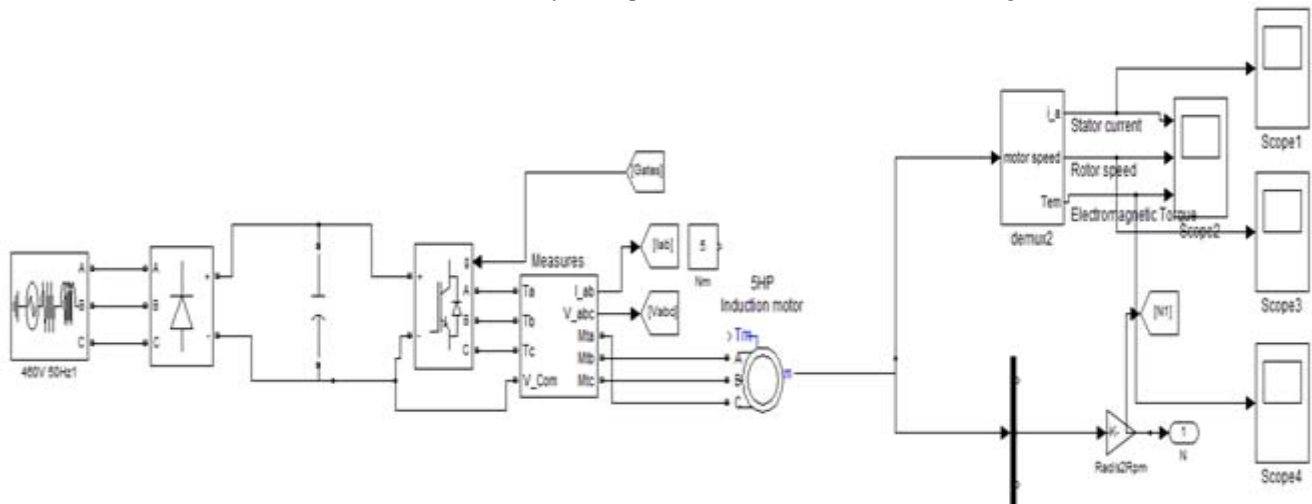 i_a
Stator current
motor speed
Rotor speed
Tem
Electromagnetic Torque
demux2
Scope1
Scope2
Scope3
Scope4
[Gates]
Measures
[Iab]
5
Nm
5HP
Induction motor
A
B
C
460V 50Hz1
A
B
C
+
-
+
-
g
A
B
C
Ta
Tb
Tc
V_Com
I_ab
V_abc
Mta
Mtb
Mtc
[Vabc]
Tm
A
B
C
m
[N1]
K-
Rad/s2Rpm
1
N